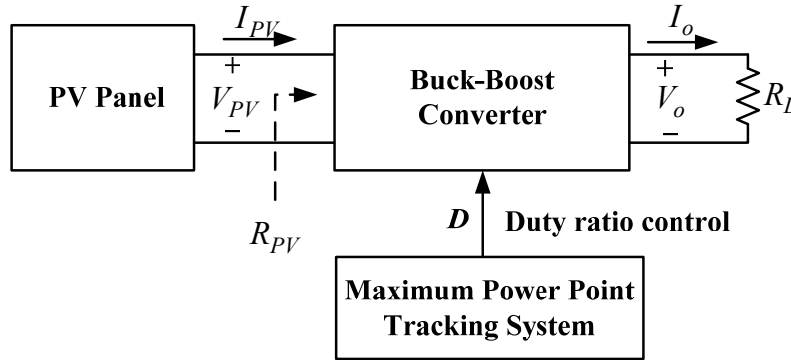 I_PV
I_o
PV Panel
+
V_PV
−
Buck-Boost
Converter
+
V_o
−
R_L
R_PV
D
Duty ratio control
Maximum Power Point
Tracking System